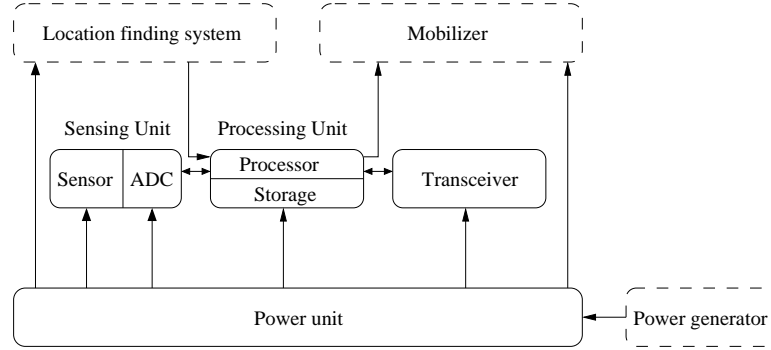 Location finding system
Mobilizer
Sensing Unit
Processing Unit
Sensor
ADC
Processor
Storage
Transceiver
Power unit
Power generator